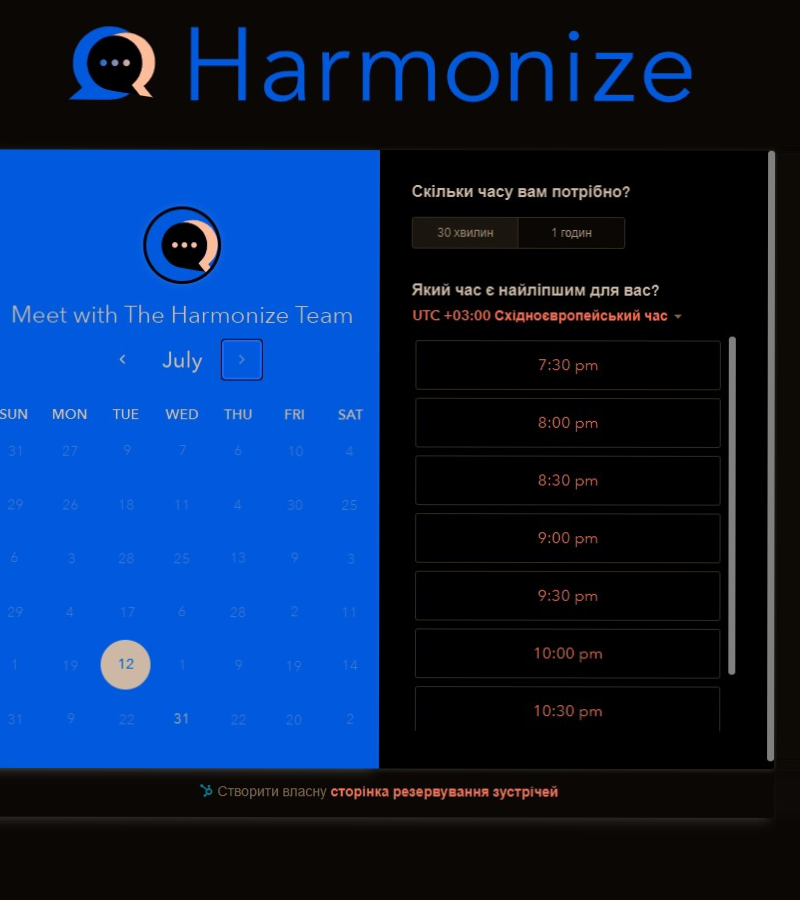 Harmonize
Meet with The Harmonize Team
July
SUN MON TUE WED THU FRI SAT
31 27 9 7 6 10 4
29 26 18 11 4 30 25
6 3 28 25 13 9 3
29 4 17 6 28 2 11
1 19 12 1 9 19 14
31 9 22 31 22 20 2
Скільки часу вам потрібно?
30 хвилин 1 годин
Який час є найліпшим для вас?
UTC +03:00 Східноєвропейський час
7:30 pm
8:00 pm
8:30 pm
9:00 pm
9:30 pm
10:00 pm
10:30 pm
Створити власну сторінка резервування зустрічей